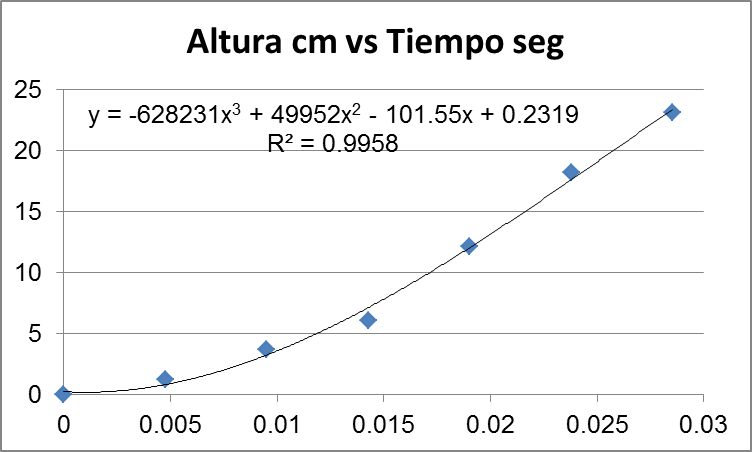 Altura cm vs Tiempo seg
25
y = -628231x³ + 49952x² - 101.55x + 0.2319
R² = 0.9958
20
15
10
5
0
0 0.005 0.01 0.015 0.02 0.025 0.03